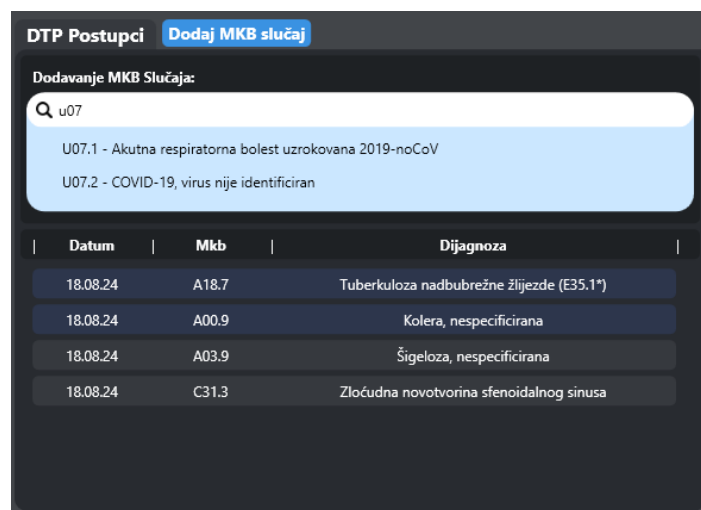 DTP Postupci Dodaj MKB slučaj
Dodavanje MKB Slučaja:
u07
U07.1 - Akutna respiratorna bolest uzrokovana 2019-noCoV
U07.2 - COVID-19, virus nije identificiran
| Datum | Mkb | Dijagnoza |
18.08.24 A18.7 Tuberkuloza nadbubrežne žlijezde (E35.1*)
18.08.24 A00.9 Kolera, nespecificirana
18.08.24 A03.9 Šigeloza, nespecificirana
18.08.24 C31.3 Zloćudna novotvorina sfenoidalnog sinusa